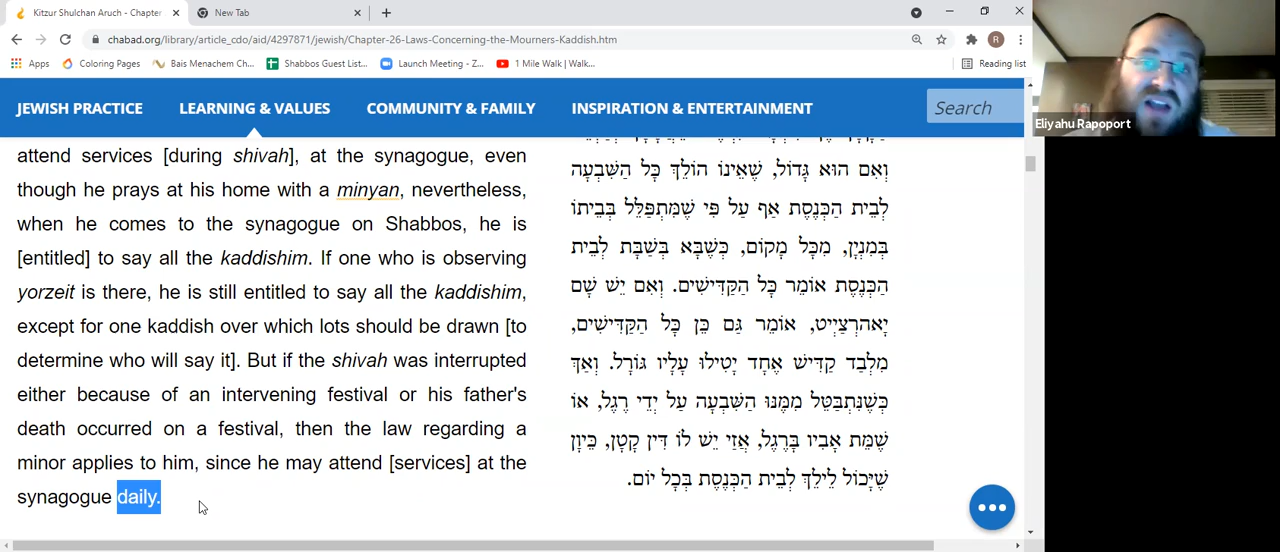 Kitzur Shulchan Aruch - Chapter
New Tab
chabad.org/library/article_cdo/aid/4297871/jewish/Chapter-26-Laws-Concerning-the-Mourners-Kaddish.htm
R
Apps
Coloring Pages
Bais Menachem Ch...
Shabbos Guest List...
Launch Meeting - Z...
1 Mile Walk | Walk...
Reading list
JEWISH PRACTICE
LEARNING & VALUES
COMMUNITY & FAMILY
INSPIRATION & ENTERTAINMENT
Search
Eliyahu Rapoport
attend services [during shivah], at the synagogue, even
though he prays at his home with a minyan, nevertheless,
when he comes to the synagogue on Shabbos, he is
[entitled] to say all the kaddishim. If one who is observing
yorzeit is there, he is still entitled to say all the kaddishim,
except for one kaddish over which lots should be drawn [to
determine who will say it]. But if the shivah was interrupted
either because of an intervening festival or his father's
death occurred on a festival, then the law regarding a
minor applies to him, since he may attend [services] at the
synagogue daily.
וְאִם הוּא גָּדוֹל, שֶׁאֵינוֹ הוֹלֵךְ כָּל הַשִּׁבְעָה
לְבֵית הַכְּנֶסֶת אַף עַל פִּי שֶׁמִּתְפַּלֵּל בְּבֵיתוֹ
בְּמִנְיָן, מִכָּל מָקוֹם, כְּשֶׁבָּא בְּשַׁבָּת לְבֵית
הַכְּנֶסֶת אוֹמֵר כָּל הַקַּדִּישִׁים. וְאִם יֵשׁ שָׁם
יָאהרְצַיְיט, אוֹמֵר גַּם כֵּן כָּל הַקַּדִּישִׁים,
מִלְּבַד קַדִּישׁ אֶחָד יָטִילוּ עָלָיו גּוֹרָל. וְאַךְ
כְּשֶׁנִּתְבַּטֵּל מִמֶּנּוּ הַשִּׁבְעָה עַל יְדֵי רֶגֶל, אוֹ
שֶׁמֵּת אָבִיו בָּרֶגֶל, אֲזַי יֵשׁ לוֹ דִּין קָטָן, כֵּיוָן
שֶׁיָּכוֹל לֵילֵךְ לְבֵית הַכְּנֶסֶת בְּכָל יוֹם.